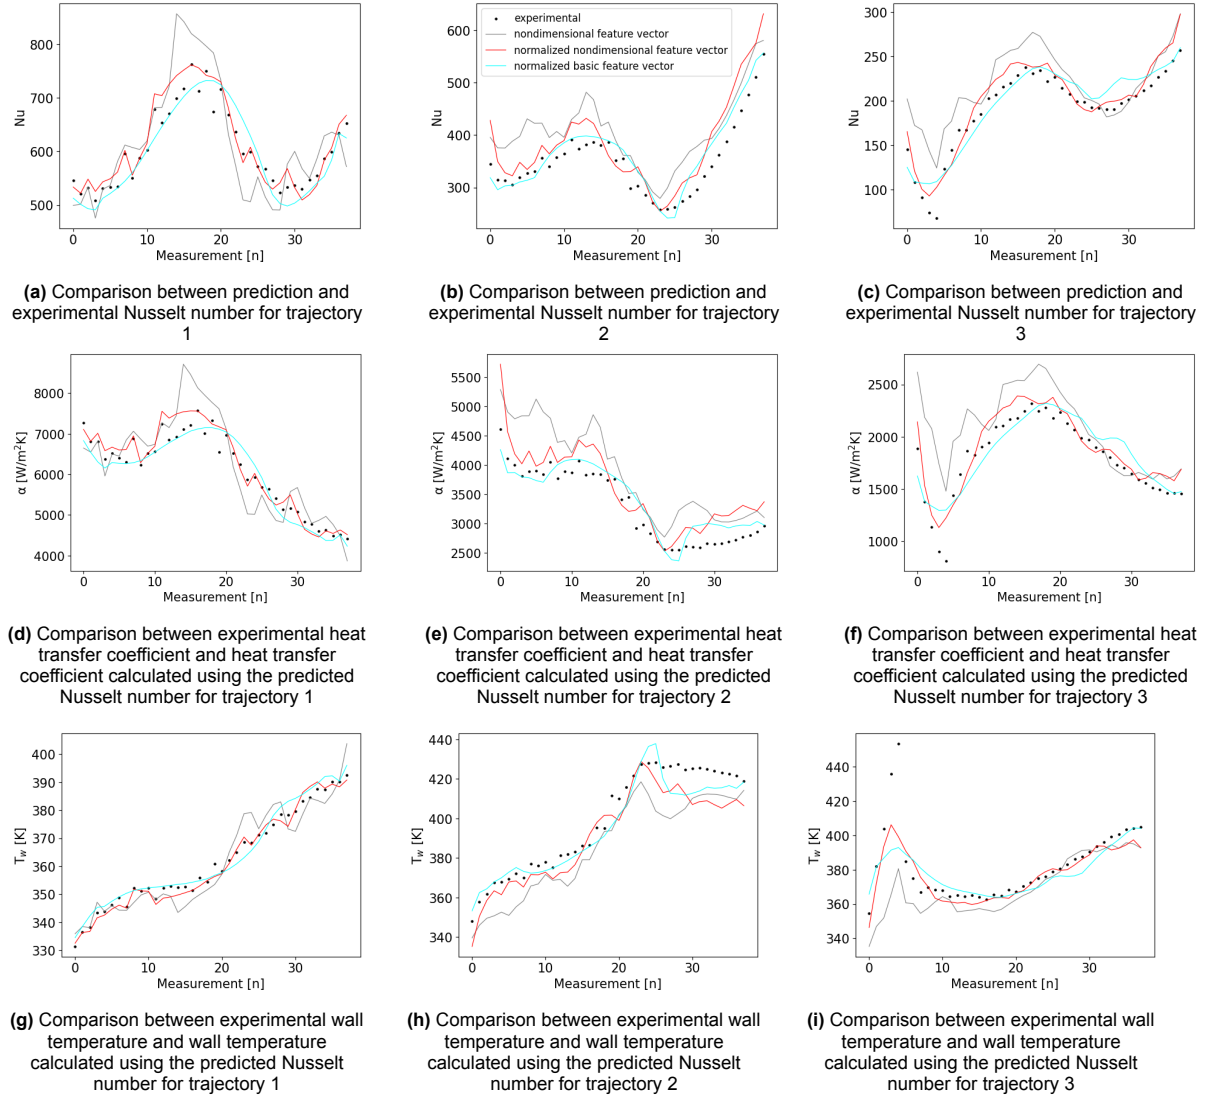 800
700
600
500
Nu
0
10
20
30
Measurement [n]
600
500
400
300
Nu
experimental
nondimensional feature vector
normalized nondimensional feature vector
normalized basic feature vector
0
10
20
30
Measurement [n]
300
250
200
150
100
Nu
0
10
20
30
Measurement [n]
(a) Comparison between prediction and
experimental Nusselt number for trajectory
1
(b) Comparison between prediction and
experimental Nusselt number for trajectory
2
(c) Comparison between prediction and
experimental Nusselt number for trajectory
3
8000
7000
6000
5000
4000
α [W/m²K]
0
10
20
30
Measurement [n]
5500
5000
4500
4000
3500
3000
2500
α [W/m²K]
0
10
20
30
Measurement [n]
2500
2000
1500
1000
α [W/m²K]
0
10
20
30
Measurement [n]
(d) Comparison between experimental heat
transfer coefficient and heat transfer
coefficient calculated using the predicted
Nusselt number for trajectory 1
(e) Comparison between experimental heat
transfer coefficient and heat transfer
coefficient calculated using the predicted
Nusselt number for trajectory 2
(f) Comparison between experimental heat
transfer coefficient and heat transfer
coefficient calculated using the predicted
Nusselt number for trajectory 3
400
390
380
370
360
350
340
330
T_w [K]
0
10
20
30
Measurement [n]
440
420
400
380
360
340
T_w [K]
0
10
20
30
Measurement [n]
440
420
400
380
360
340
T_w [K]
0
10
20
30
Measurement [n]
(g) Comparison between experimental wall
temperature and wall temperature
calculated using the predicted Nusselt
number for trajectory 1
(h) Comparison between experimental wall
temperature and wall temperature
calculated using the predicted Nusselt
number for trajectory 2
(i) Comparison between experimental wall
temperature and wall temperature
calculated using the predicted Nusselt
number for trajectory 3